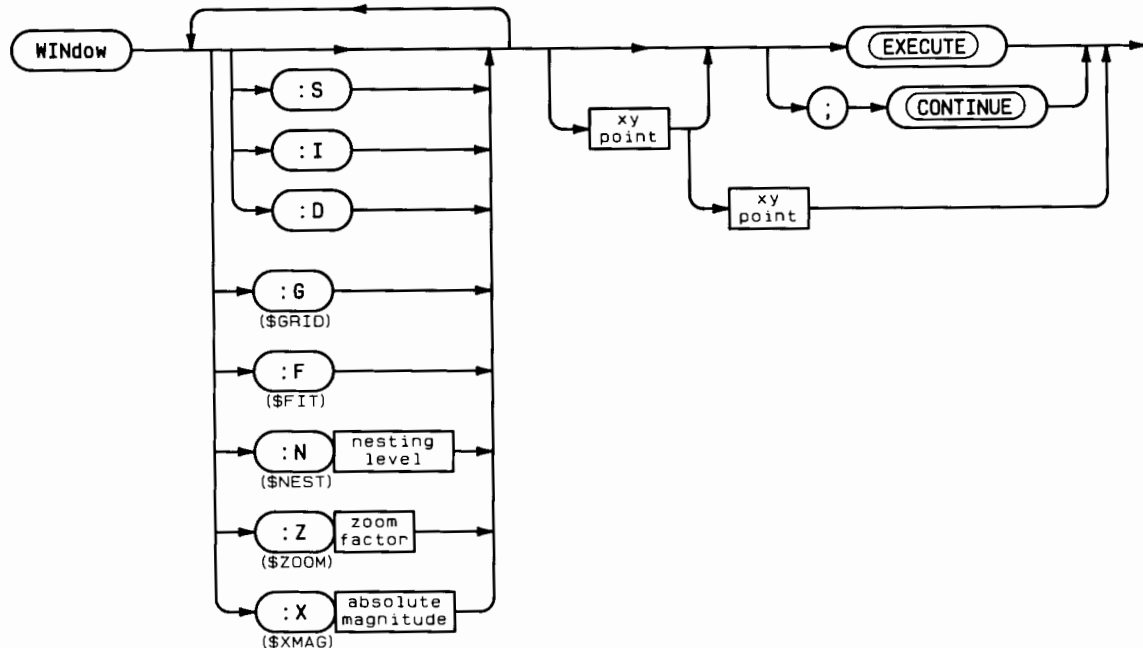 WINdow
EXECUTE
:S
; CONTINUE
xy
point
:I
:D
xy
point
:G
($GRID)
:F
($FIT)
:N nesting
level
($NEST)
:Z zoom
factor
($ZOOM)
:X absolute
magnitude
($XMAG)